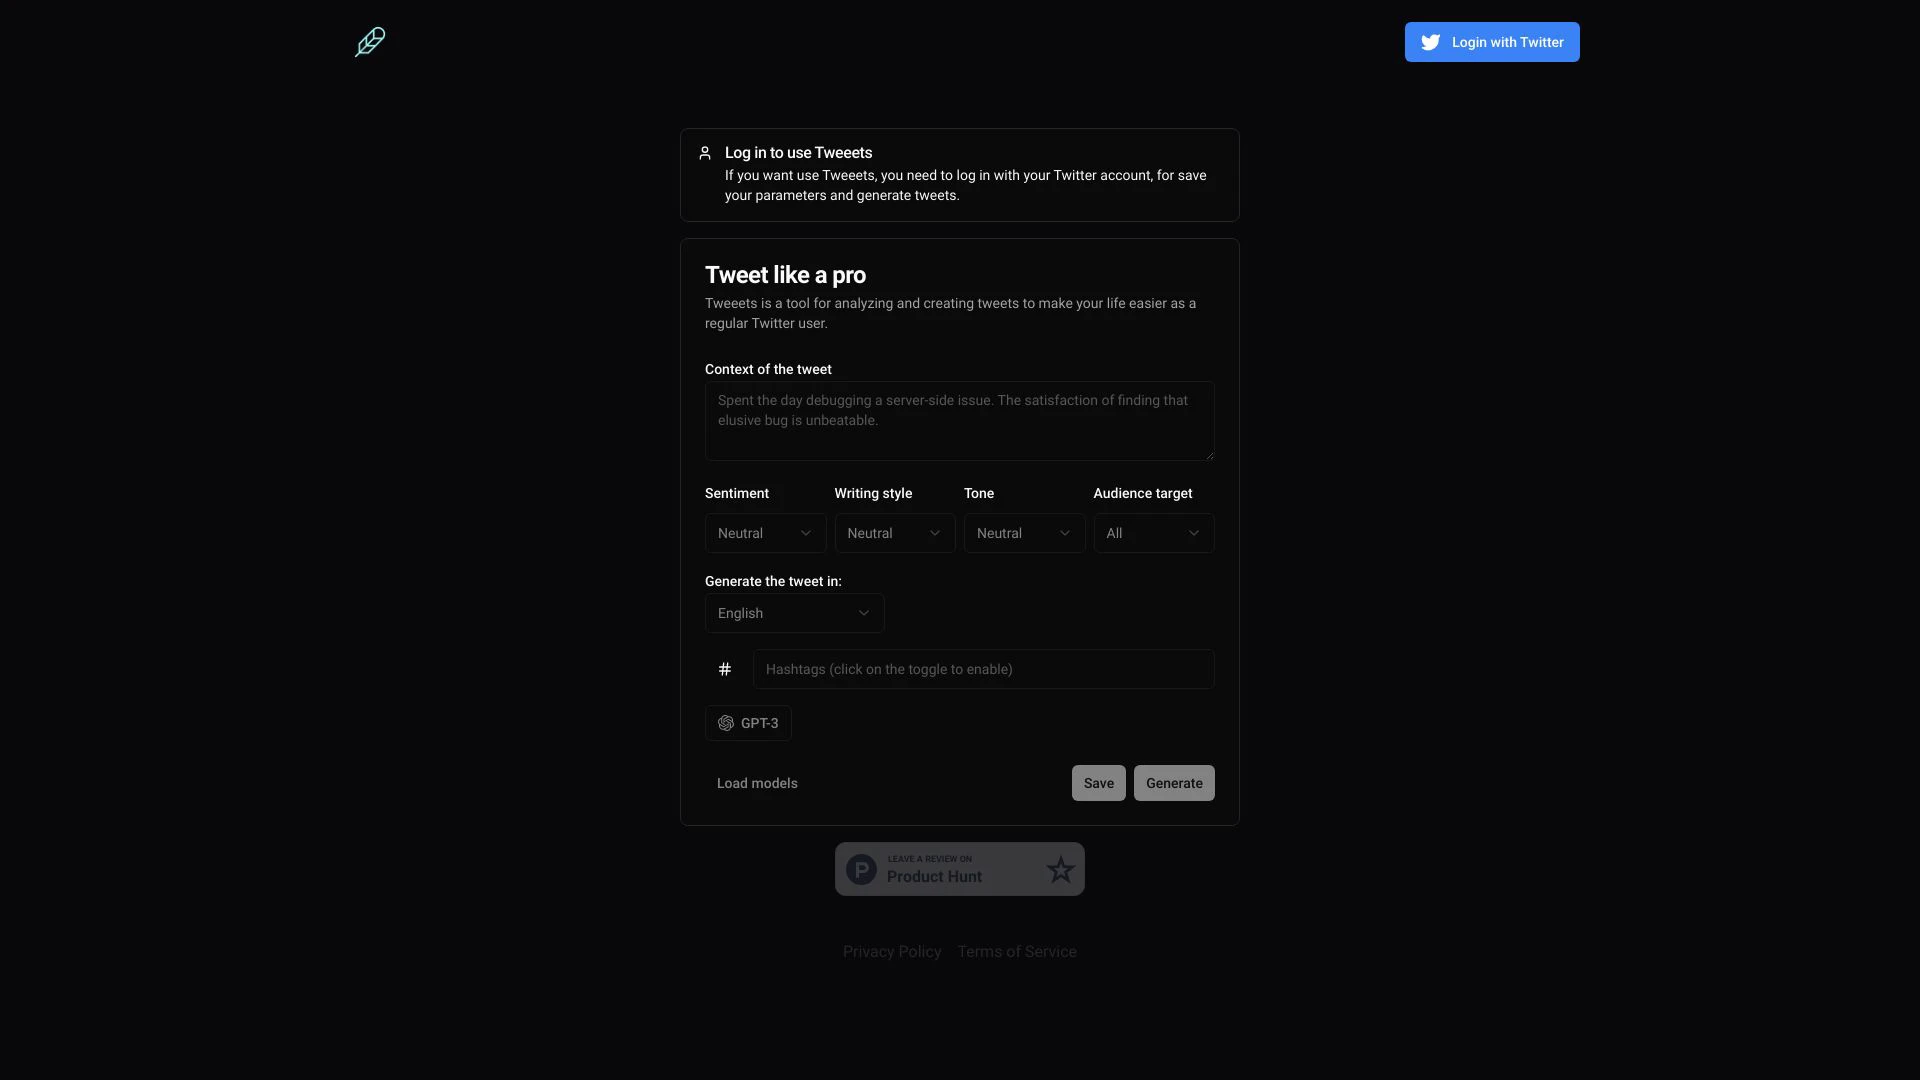 Login with Twitter
Log in to use Tweeets
If you want use Tweeets, you need to log in with your Twitter account, for save
your parameters and generate tweets.
Tweet like a pro
Tweeets is a tool for analyzing and creating tweets to make your life easier as a
regular Twitter user.
Context of the tweet
Spent the day debugging a server-side issue. The satisfaction of finding that
elusive bug is unbeatable.
Sentiment Writing style Tone Audience target
Neutral Neutral Neutral All
Generate the tweet in:
English
# Hashtags (click on the toggle to enable)
GPT-3
Load models Save Generate
P LEAVE A REVIEW ON
Product Hunt
Privacy Policy Terms of Service